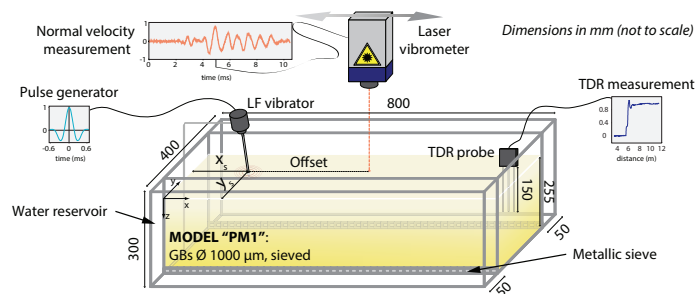 Normal velocity
measurement
1
0
-1
0
2
4
6
8
10
time (ms)
Laser
vibrometer
Dimensions in mm (not to scale)
Pulse generator
1
0
-0.6
0
0.6
time (ms)
LF vibrator
800
TDR measurement
0.8
0.4
0
4
6
8
10
12
distance (m)
400
Offset
TDR probe
xs
ys
y
x
z
150
255
Water reservoir
300
MODEL "PM1":
GBs Ø 1000 µm, sieved
50
50
Metallic sieve